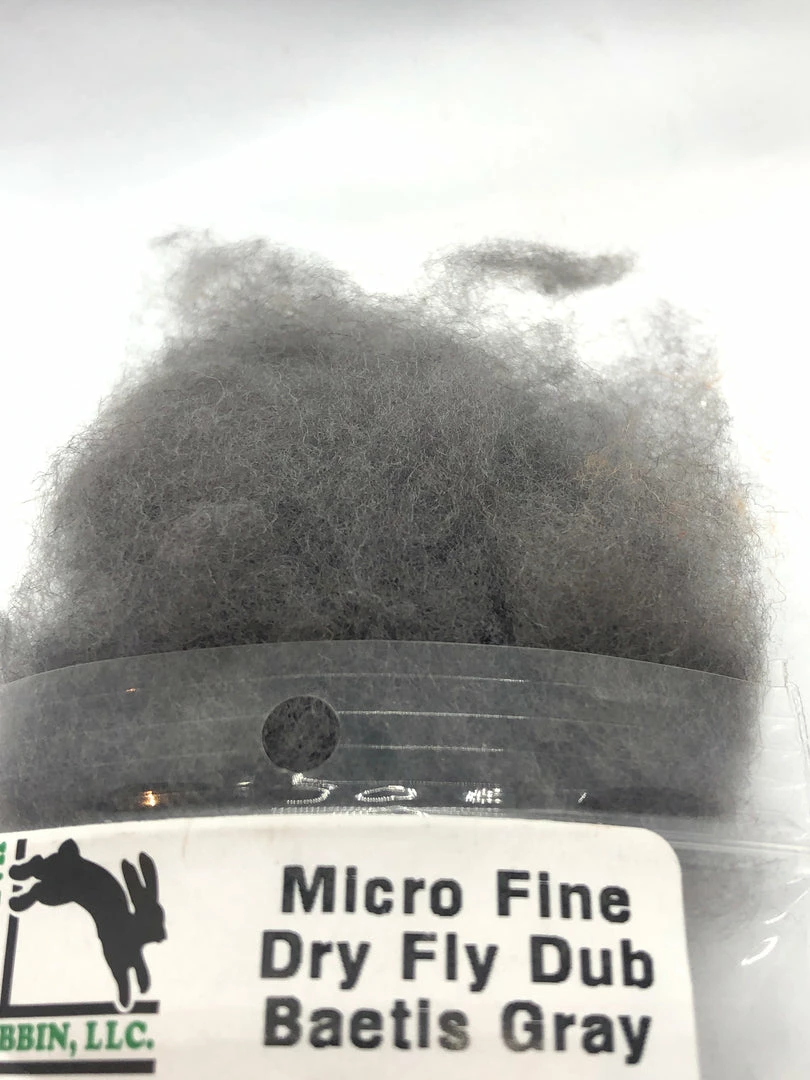 BBIN, LLC.
Micro Fine
Dry Fly Dub
Baetis Gray